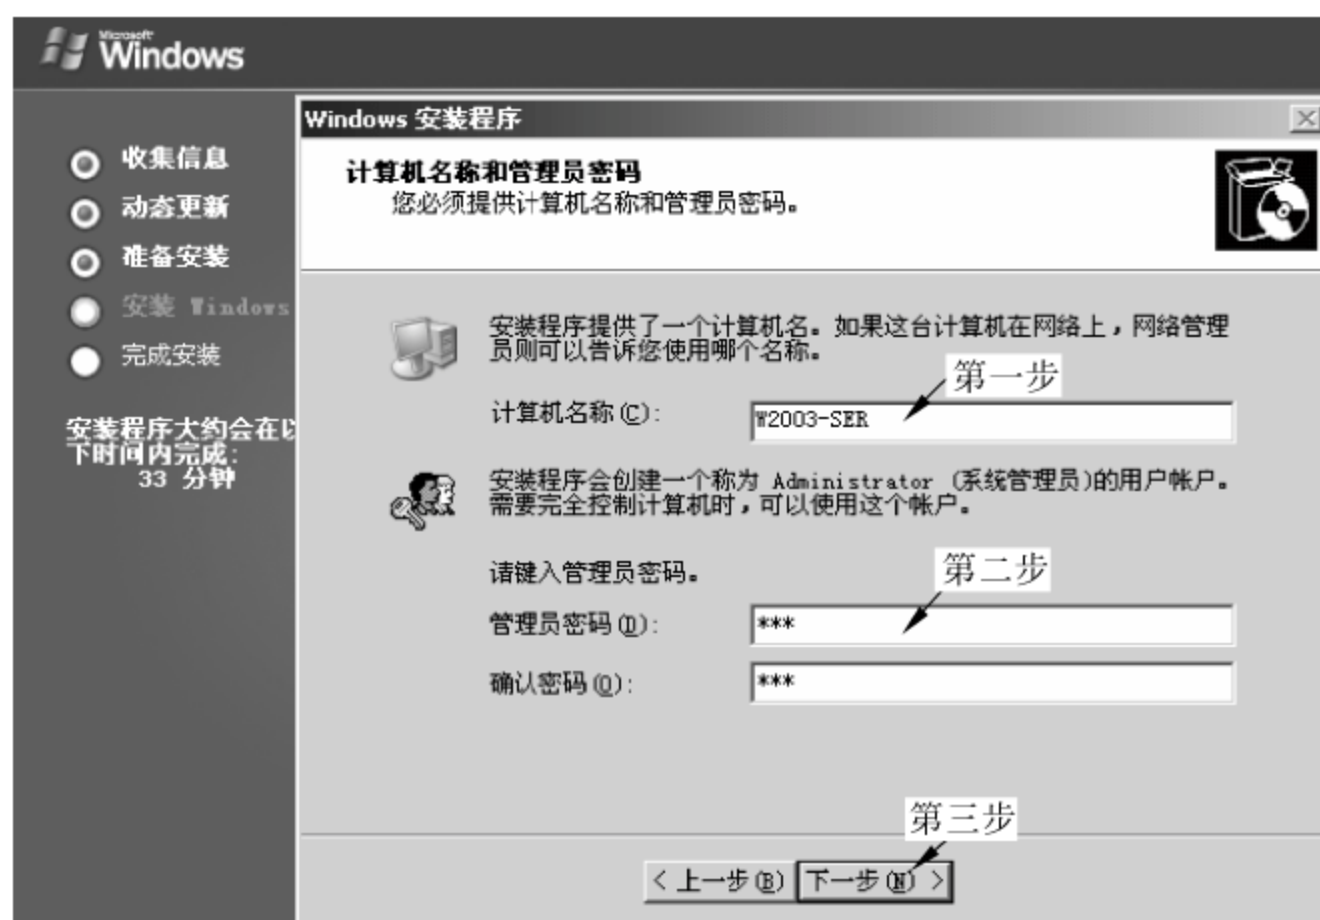 Microsoft
Windows
Windows 安装程序
收集信息
动态更新
准备安装
安装 Windows
完成安装
安装程序大约会在以
下时间内完成:
33 分钟
计算机名称和管理员密码
您必须提供计算机名称和管理员密码。
安装程序提供了一个计算机名。如果这台计算机在网络上，网络管理
员则可以告诉您使用哪个名称。
第一步
计算机名称(C):
W2003-SER
安装程序会创建一个称为 Administrator (系统管理员)的用户帐户。
需要完全控制计算机时，可以使用这个帐户。
请键入管理员密码。
第二步
管理员密码(D):
***
确认密码(O):
***
第三步
< 上一步(B)
下一步(N) >